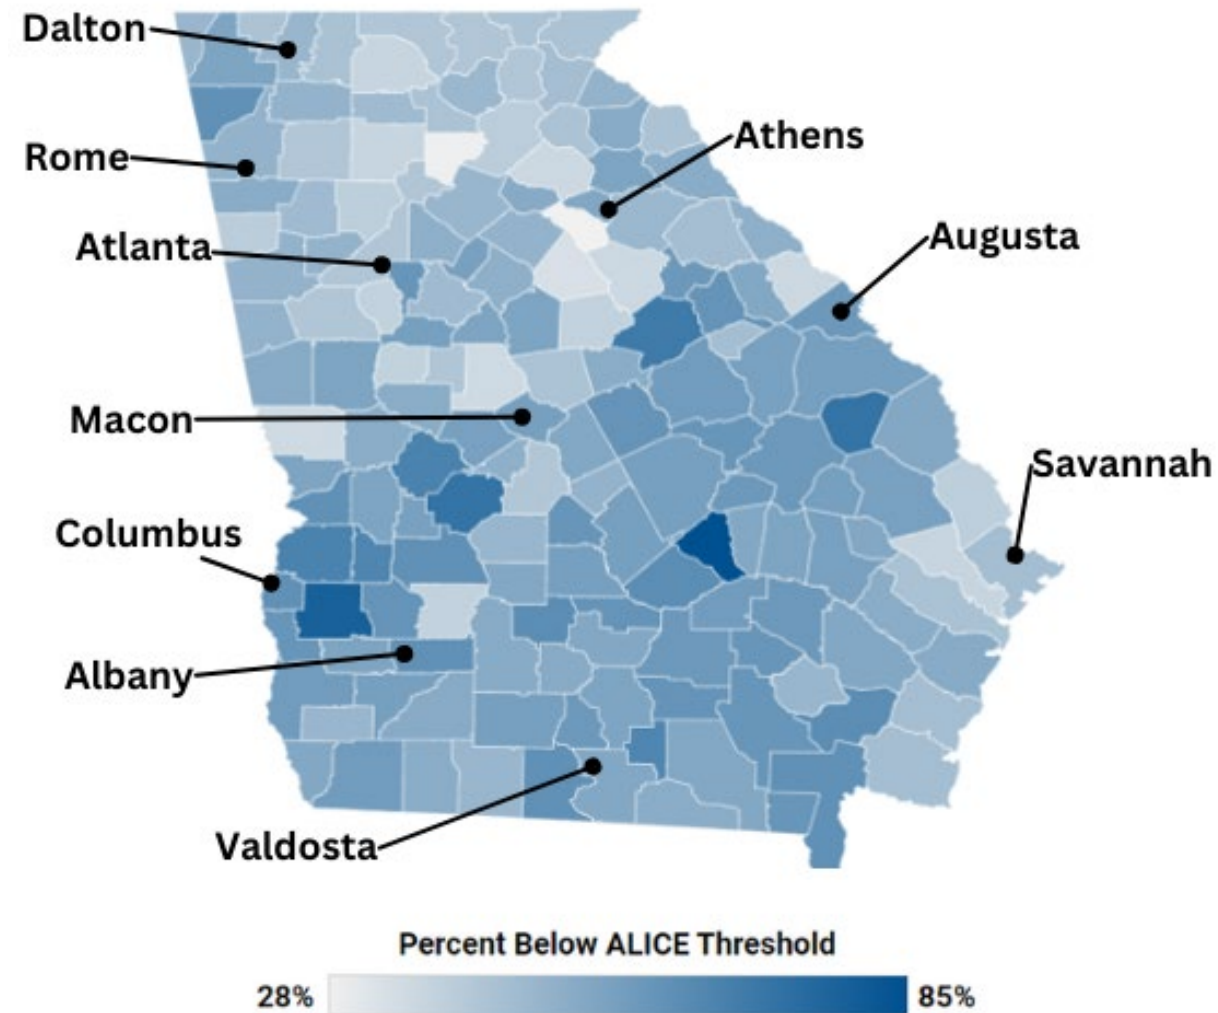 Dalton
Athens
Rome
Augusta
Atlanta
Macon
Savannah
Columbus
Albany
Valdosta
Percent Below ALICE Threshold
28% 85%